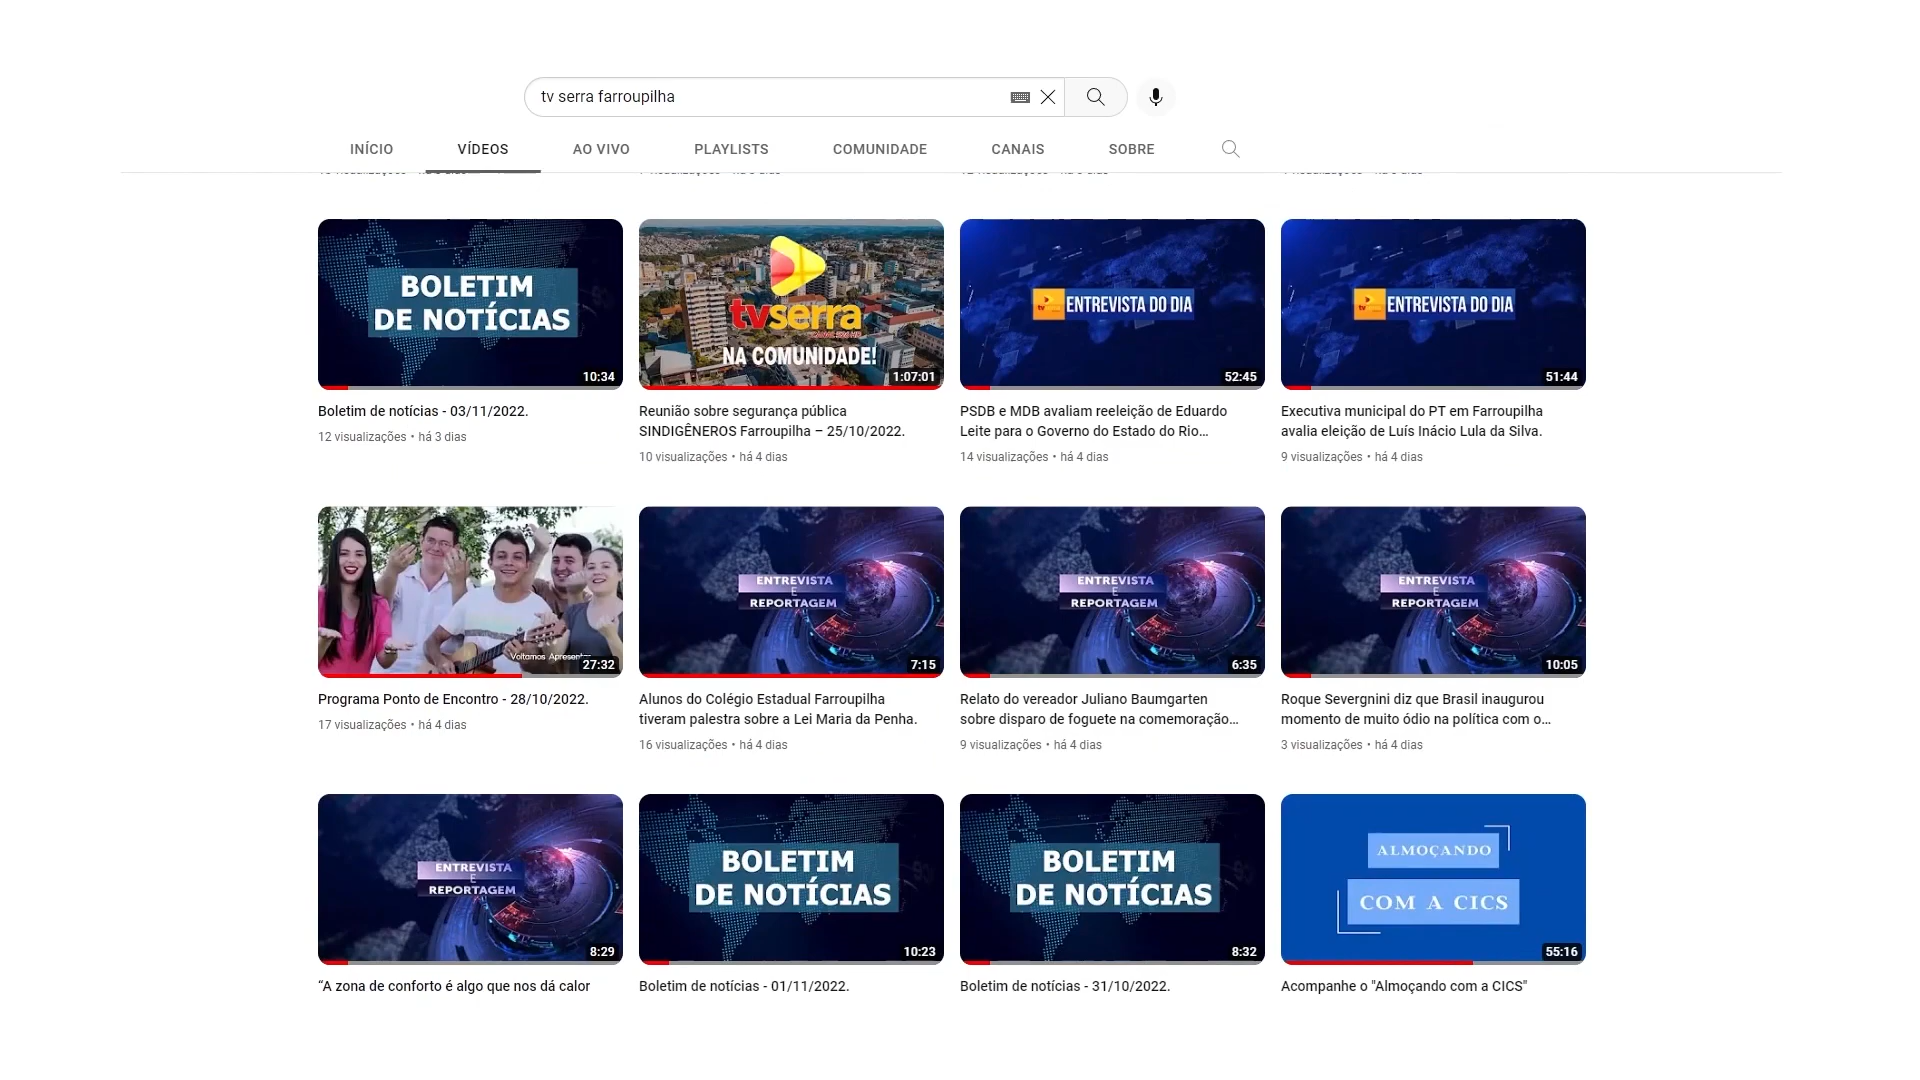 tv serra farroupilha
INÍCIO VÍDEOS AO VIVO PLAYLISTS COMUNIDADE CANAIS SOBRE
BOLETIM
DE NOTÍCIAS
10:34
tvserra
NA COMUNIDADE!
1:07:01
ENTREVISTA DO DIA
52:45
ENTREVISTA DO DIA
51:44
Boletim de notícias - 03/11/2022.
12 visualizações • há 3 dias
Reunião sobre segurança pública
SINDIGÊNEROS Farroupilha – 25/10/2022.
10 visualizações • há 4 dias
PSDB e MDB avaliam reeleição de Eduardo
Leite para o Governo do Estado do Rio...
14 visualizações • há 4 dias
Executiva municipal do PT em Farroupilha
avalia eleição de Luís Inácio Lula da Silva.
9 visualizações • há 4 dias
Voltamos
27:32
ENTREVISTA
E
REPORTAGEM
7:15
ENTREVISTA
E
REPORTAGEM
6:35
ENTREVISTA
E
REPORTAGEM
10:05
Programa Ponto de Encontro - 28/10/2022.
17 visualizações • há 4 dias
Alunos do Colégio Estadual Farroupilha
tiveram palestra sobre a Lei Maria da Penha.
16 visualizações • há 4 dias
Relato do vereador Juliano Baumgarten
sobre disparo de foguete na comemoração...
9 visualizações • há 4 dias
Roque Severgnini diz que Brasil inaugurou
momento de muito ódio na política com o...
3 visualizações • há 4 dias
ENTREVISTA
E
REPORTAGEM
8:29
BOLETIM
DE NOTÍCIAS
10:23
BOLETIM
DE NOTÍCIAS
8:32
ALMOÇANDO
COM A CICS
55:16
“A zona de conforto é algo que nos dá calor
Boletim de notícias - 01/11/2022.
Boletim de notícias - 31/10/2022.
Acompanhe o "Almoçando com a CICS"